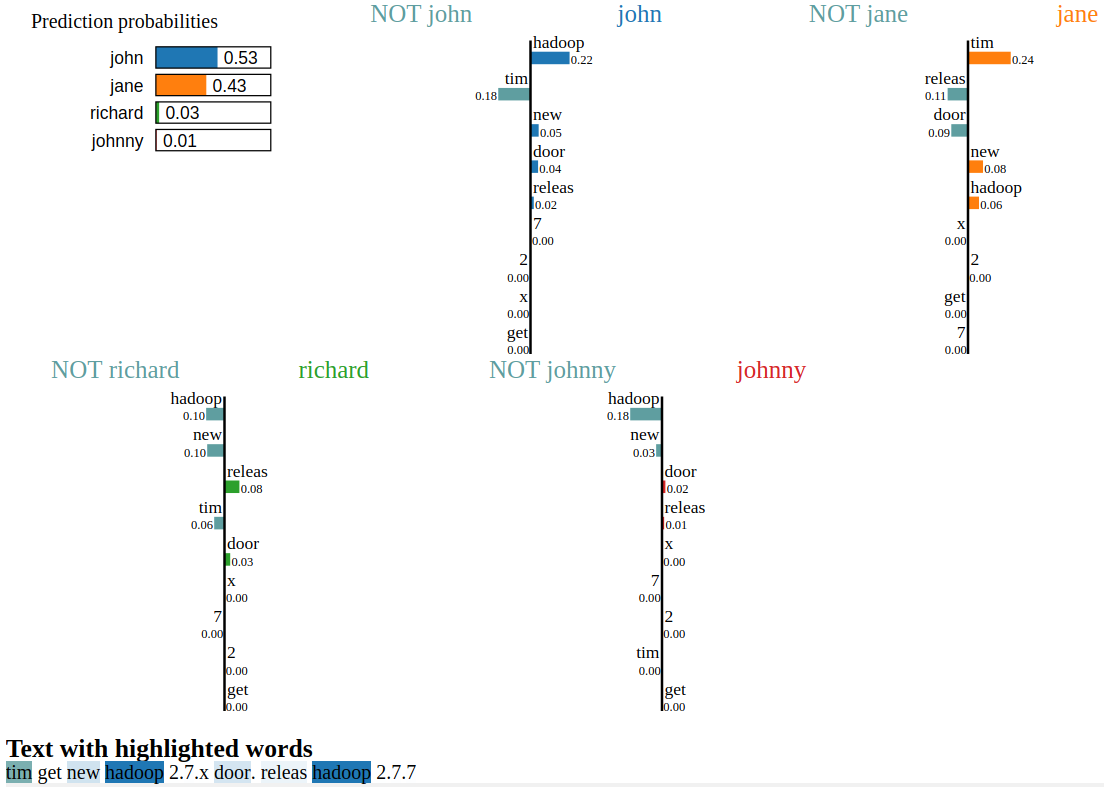 Prediction probabilities
john 0.53
jane 0.43
richard 0.03
johnny 0.01
NOT john john
hadoop
0.22
tim
0.18
new
0.05
door
0.04
releas
0.02
7
0.00
2
0.00
x
0.00
get
0.00
NOT jane jane
tim
0.24
releas
0.11
door
0.09
new
0.08
hadoop
0.06
x
0.00
2
0.00
get
0.00
7
0.00
NOT richard richard
hadoop
0.10
new
0.10
releas
0.08
tim
0.06
door
0.03
x
0.00
7
0.00
2
0.00
get
0.00
NOT johnny johnny
hadoop
0.18
new
0.03
door
0.02
releas
0.01
x
0.00
7
0.00
2
0.00
tim
0.00
get
0.00
Text with highlighted words
tim get new hadoop 2.7.x door. releas hadoop 2.7.7